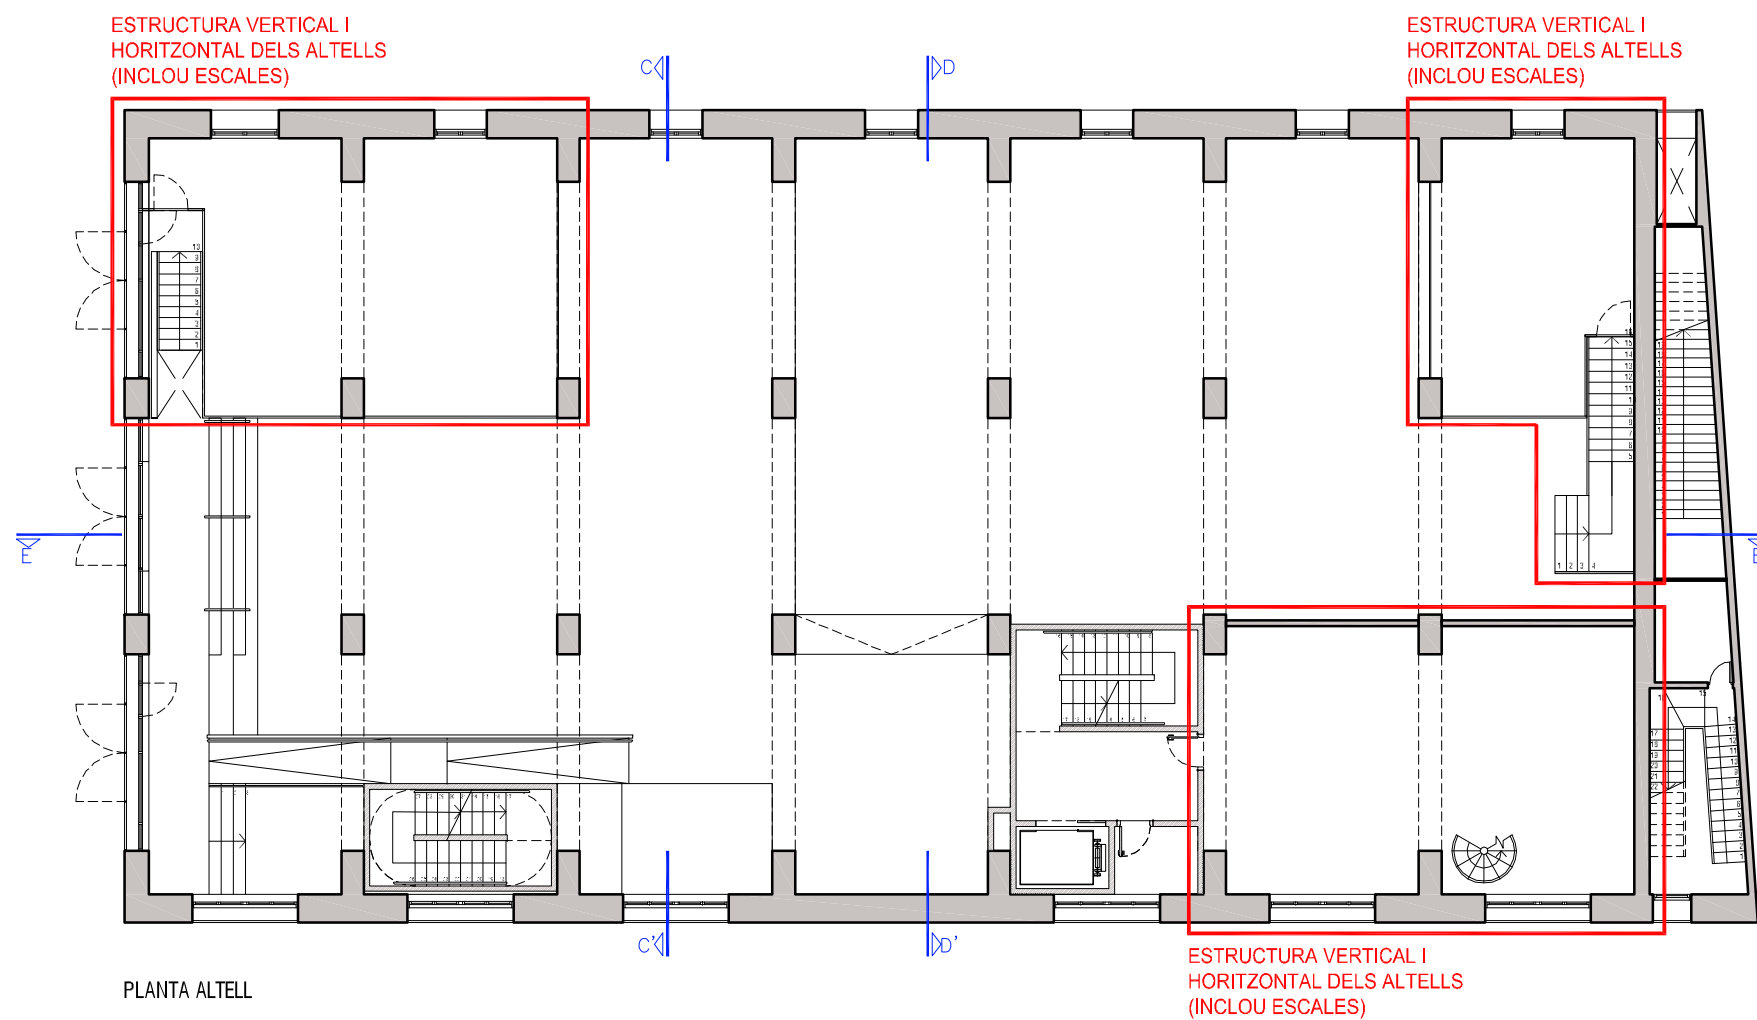 ESTRUCTURA VERTICAL I
HORITZONTAL DELS ALTELLS
(INCLOU ESCALES)
ESTRUCTURA VERTICAL I
HORITZONTAL DELS ALTELLS
(INCLOU ESCALES)
C
D
E
C'
D'
ESTRUCTURA VERTICAL I
HORITZONTAL DELS ALTELLS
(INCLOU ESCALES)
PLANTA ALTELL